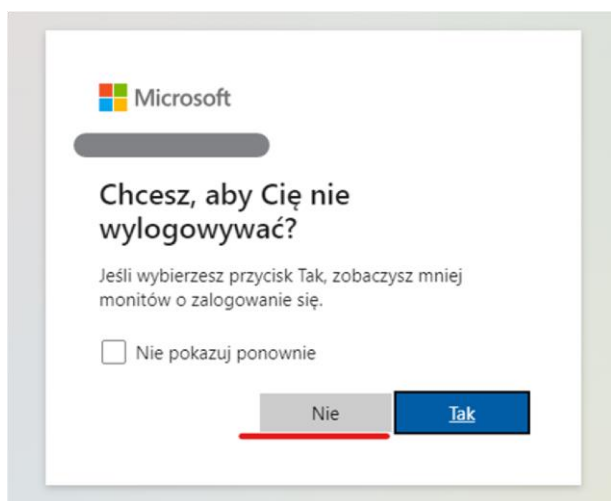 Microsoft
Chcesz, aby Cię nie
wylogowywać?
Jeśli wybierzesz przycisk Tak, zobaczysz mniej
monitów o zalogowanie się.
Nie pokazuj ponownie
Nie
Tak